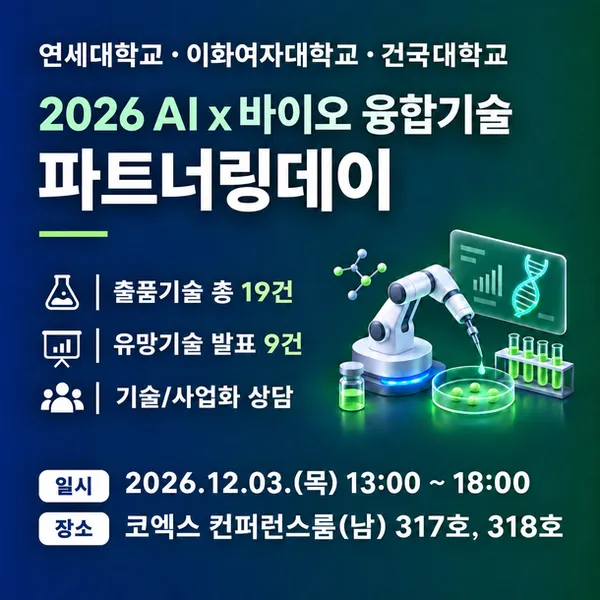 연세대학교 · 이화여자대학교 · 건국대학교
2026 AI x 바이오 융합기술
파트너링데이
출품기술 총 19건
유망기술 발표 9건
기술/사업화 상담
일시 2026.12.03.(목) 13:00 ~ 18:00
장소 코엑스 컨퍼런스룸(남) 317호, 318호